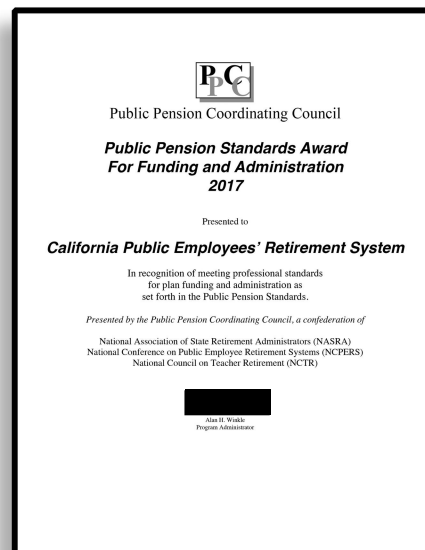 PPCC
Public Pension Coordinating Council
Public Pension Standards Award
For Funding and Administration
2017
Presented to
California Public Employees' Retirement System
In recognition of meeting professional standards
for plan funding and administration as
set forth in the Public Pension Standards.
Presented by the Public Pension Coordinating Council, a confederation of
National Association of State Retirement Administrators (NASRA)
National Conference on Public Employee Retirement Systems (NCPERS)
National Council on Teacher Retirement (NCTR)
Alan H. Winkle
Program Administrator